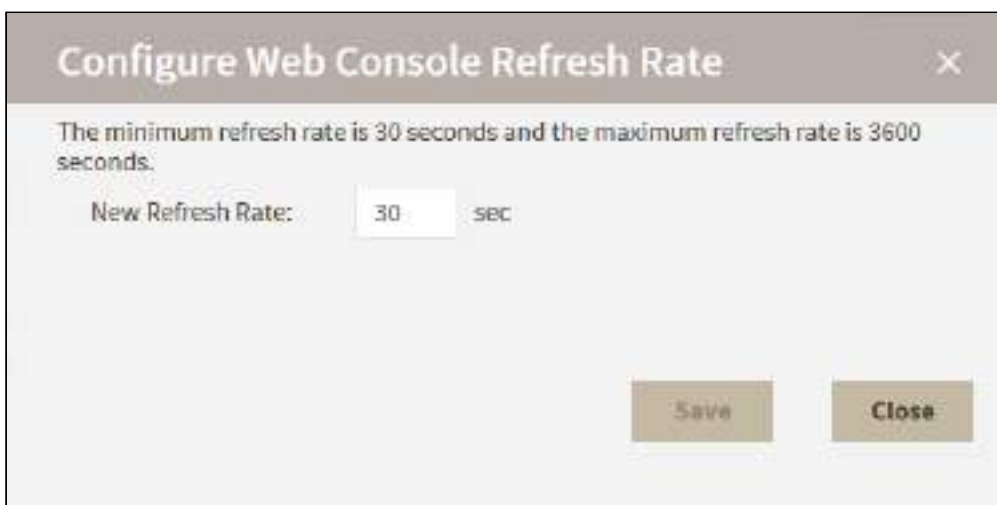 Configure Web Console Refresh Rate
The minimum refresh rate is 30 seconds and the maximum refresh rate is 3600
seconds.
New Refresh Rate: 30 sec
Save Close